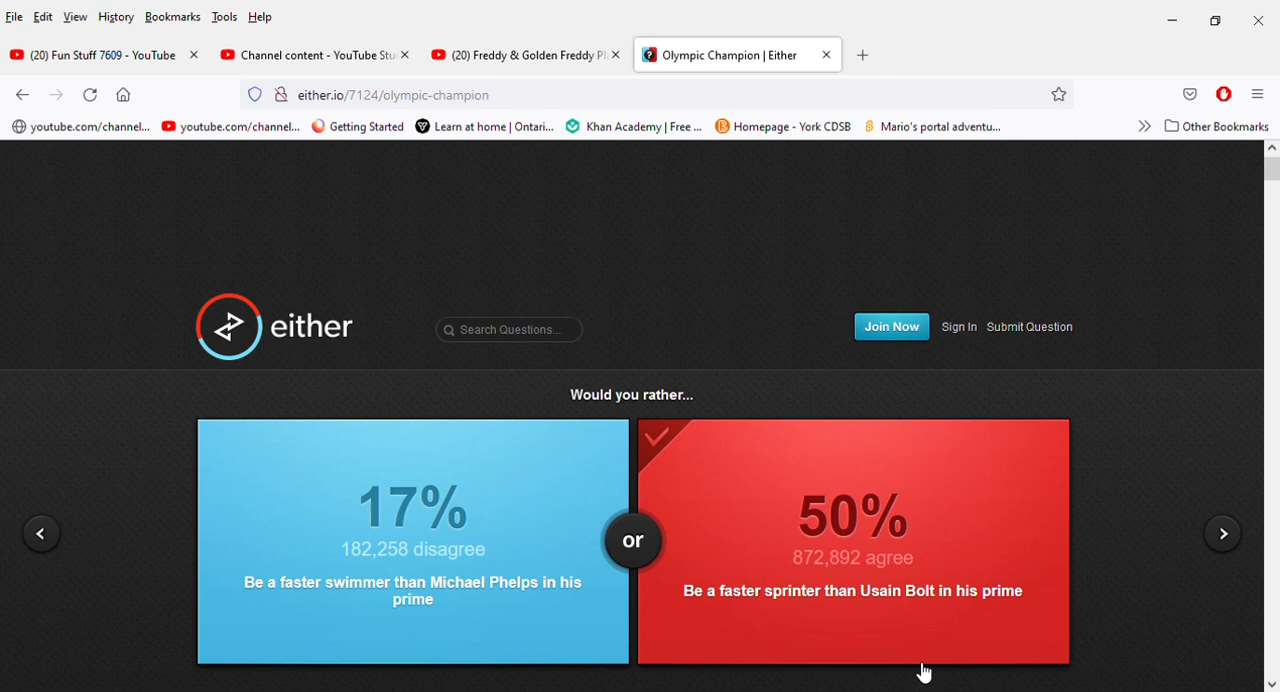 File Edit View History Bookmarks Tools Help
(20) Fun Stuff 7609 - YouTube
Channel content - YouTube Stu
(20) Freddy & Golden Freddy Pl
Olympic Champion | Either
either.io/7124/olympic-champion
youtube.com/channel...
youtube.com/channel...
Getting Started
Learn at home | Ontari...
Khan Academy | Free ...
Homepage - York CDSB
Mario's portal adventu...
Other Bookmarks
either
Search Questions...
Join Now
Sign In
Submit Question
Would you rather...
17%
182,258 disagree
Be a faster swimmer than Michael Phelps in his
prime
or
50%
872,892 agree
Be a faster sprinter than Usain Bolt in his prime